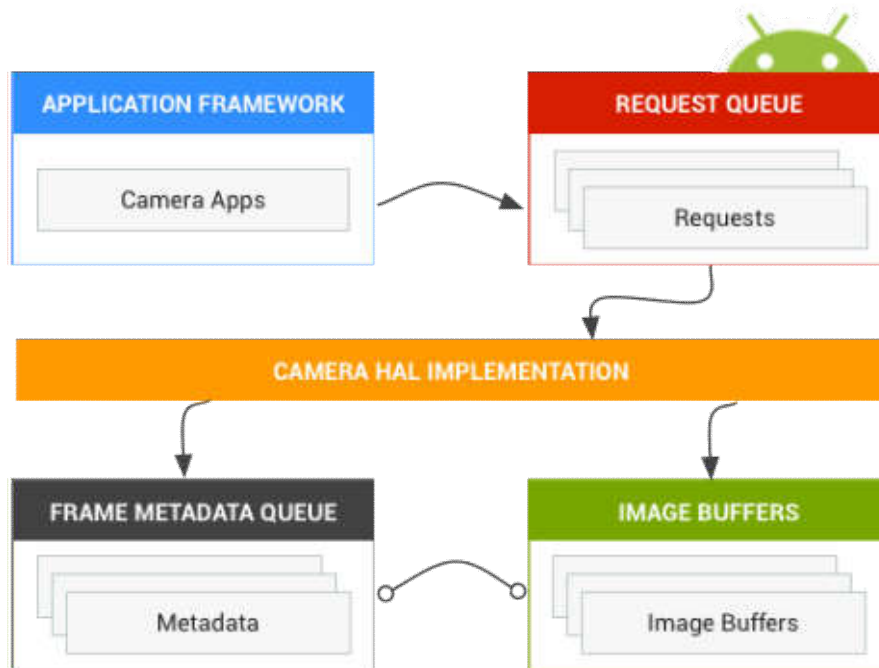 APPLICATION FRAMEWORK
REQUEST QUEUE
Camera Apps
Requests
CAMERA HAL IMPLEMENTATION
FRAME METADATA QUEUE
IMAGE BUFFERS
Metadata
Image Buffers